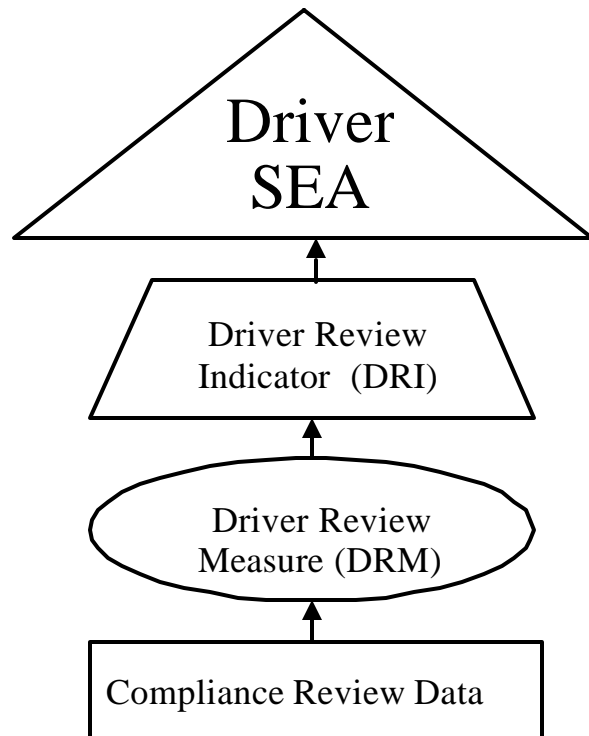 Driver
SEA
Driver Review
Indicator (DRI)
Driver Review
Measure (DRM)
Compliance Review Data